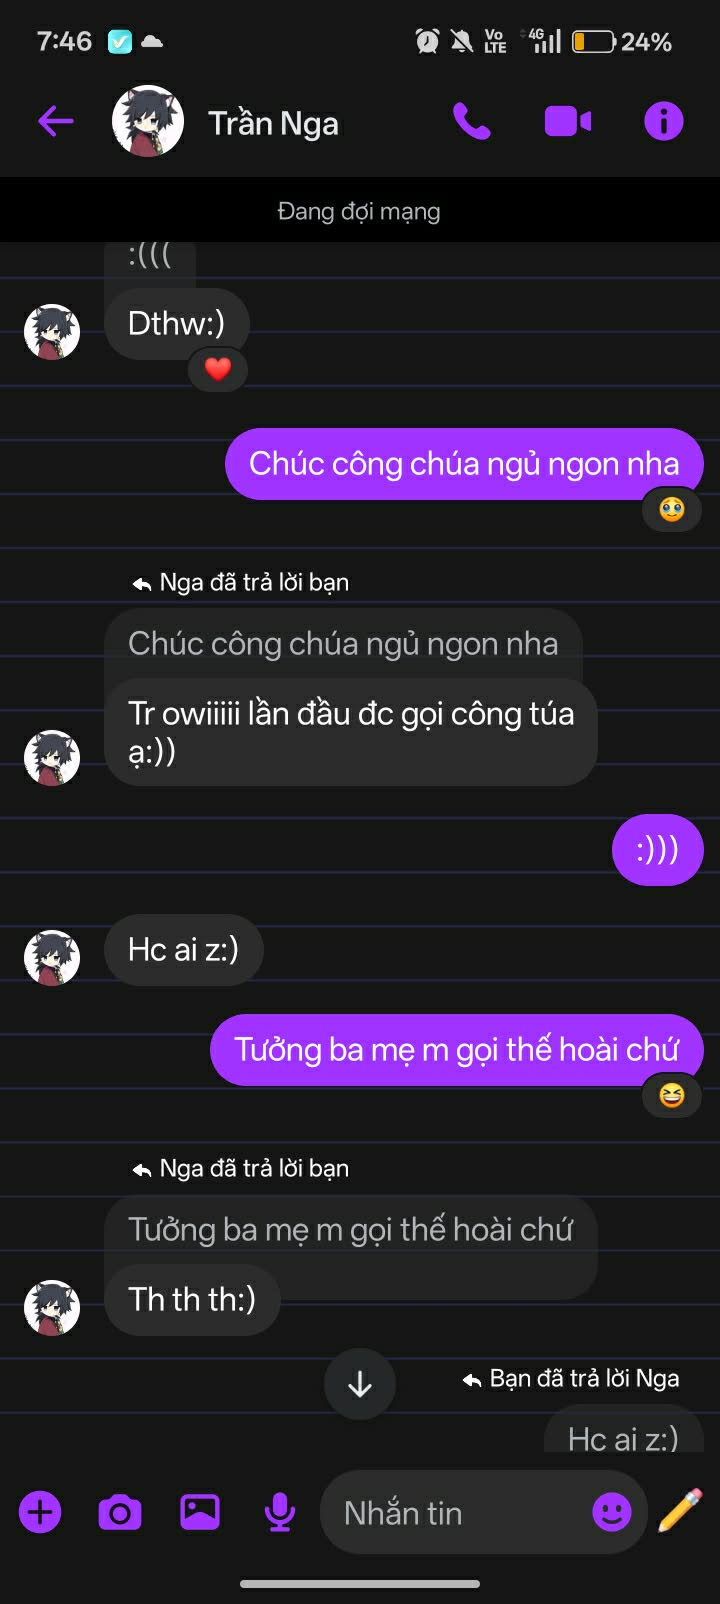 7:46
Vo
LTE
4G
24%
Trần Nga
Đang đợi mạng
:(((
Dthw:)
Chúc công chúa ngủ ngon nha
Nga đã trả lời bạn
Chúc công chúa ngủ ngon nha
Tr owiiiii lần đầu đc gọi công túa
ạ:))
:)))
Hc ai z:)
Tưởng ba mẹ m gọi thế hoài chứ
Nga đã trả lời bạn
Tưởng ba mẹ m gọi thế hoài chứ
Th th th:)
Bạn đã trả lời Nga
Hc ai z:)
Nhắn tin